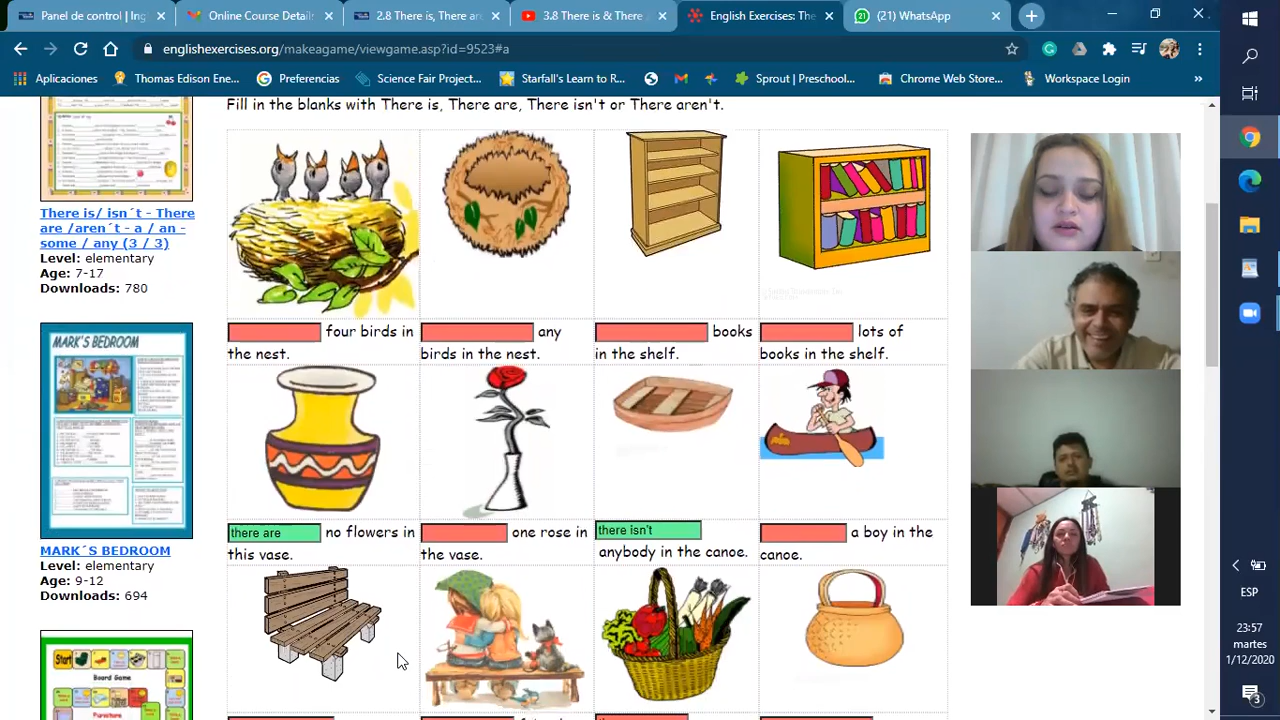 Panel de control | Ing
Online Course Details
2.8 There is, There are
3.8 There is & There
English Exercises: The
(21) WhatsApp
englishexercises.org/makeagame/viewgame.asp?id=9523#a
Aplicaciones
Thomas Edison Ene...
Preferencias
Science Fair Project...
Starfall's Learn to R...
Sprout | Preschool...
Chrome Web Store...
Workspace Login
»
Fill in the blanks with There is, There are, There isn't or There aren't.
There is/ isn´t - There
are /aren´t - a / an -
some / any (3 / 3)
Level: elementary
Age: 7-17
Downloads: 780
four birds in
the nest.
any
birds in the nest.
books
in the shelf.
lots of
books in the shelf.
MARK'S BEDROOM
there are no flowers in
this vase.
one rose in
the vase.
there isn't
anybody in the canoe.
a boy in the
canoe.
MARK´S BEDROOM
Level: elementary
Age: 9-12
Downloads: 694
Start
Board Game
ESP
23:57
martes
1/12/2020
3